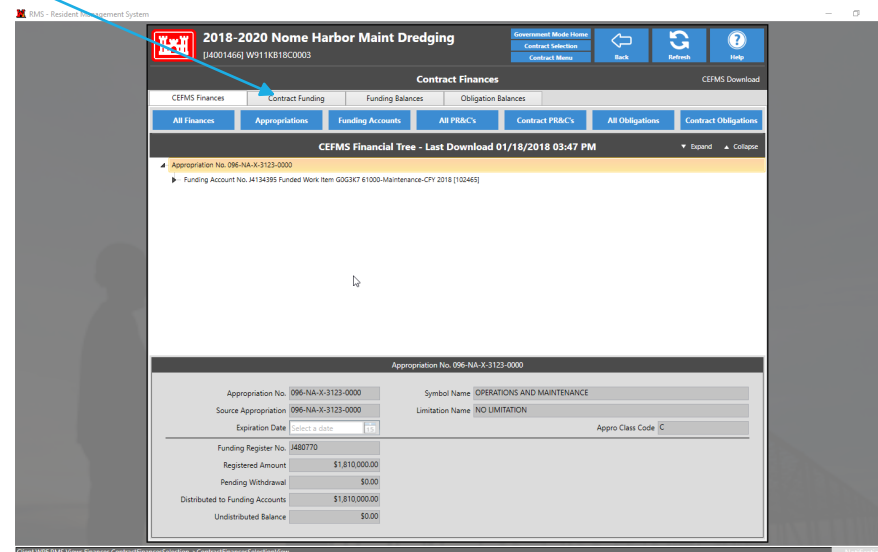 RMS - Resident Management System
2018-2020 Nome Harbor Maint Dredging
[J4001466] W911KB18C0003
Government Mode Home
Contract Selection
Contract Menu
Back
Refresh
Help
Contract Finances
CEFMS Download
CEFMS Finances
Contract Funding
Funding Balances
Obligation Balances
All Finances
Appropriations
Funding Accounts
All PR&C's
Contract PR&C's
All Obligations
Contract Obligations
CEFMS Financial Tree - Last Download 01/18/2018 03:47 PM
Expand
Collapse
Appropriation No. 096-NA-X-3123-0000
Funding Account No. J4134395 Funded Work Item G0G3K7 61000-Maintenance-CFY 2018 [102465]
Appropriation No. 096-NA-X-3123-0000
Appropriation No. 096-NA-X-3123-0000
Symbol Name OPERATIONS AND MAINTENANCE
Source Appropriation 096-NA-X-3123-0000
Limitation Name NO LIMITATION
Expiration Date Select a date 15
Appro Class Code C
Funding Register No. J480770
Registered Amount $1,810,000.00
Pending Withdrawal $0.00
Distributed to Funding Accounts $1,810,000.00
Undistributed Balance $0.00